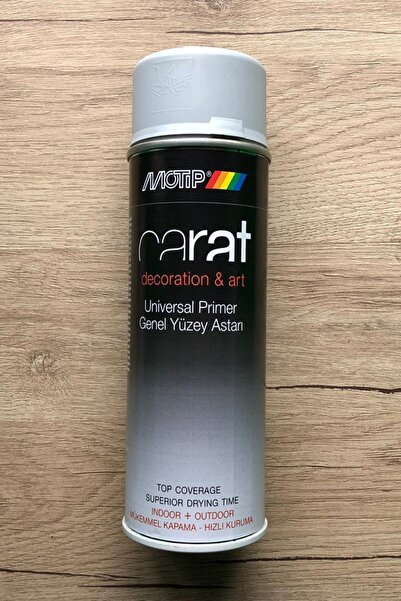 MOTIP®
carat
decoration & art
Universal Primer
Genel Yüzey Astarı
TOP COVERAGE
SUPERIOR DRYING TIME
INDOOR + OUTDOOR
MÜKEMMEL KAPAMA - HIZLI KURUMA